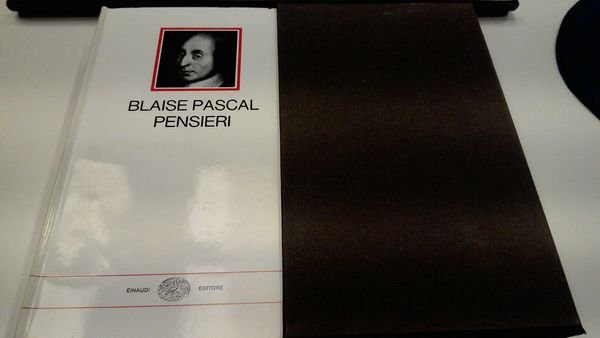 BLAISE PASCAL
PENSIERI
EINAUDI EDITORE